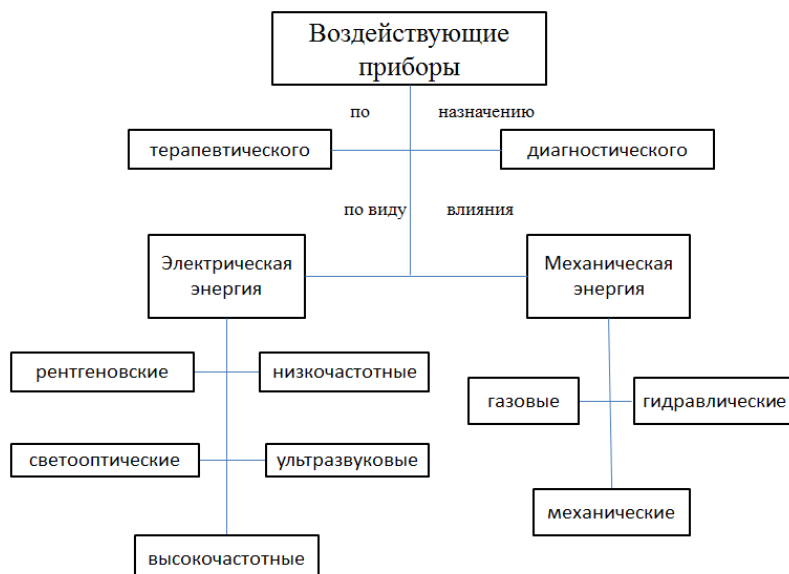 Воздействующие
приборы
по назначению
терапевтического
диагностического
по виду влияния
Электрическая
энергия
Механическая
энергия
рентгеновские
низкочастотные
газовые
гидравлические
светооптические
ультразвуковые
механические
высокочастотные